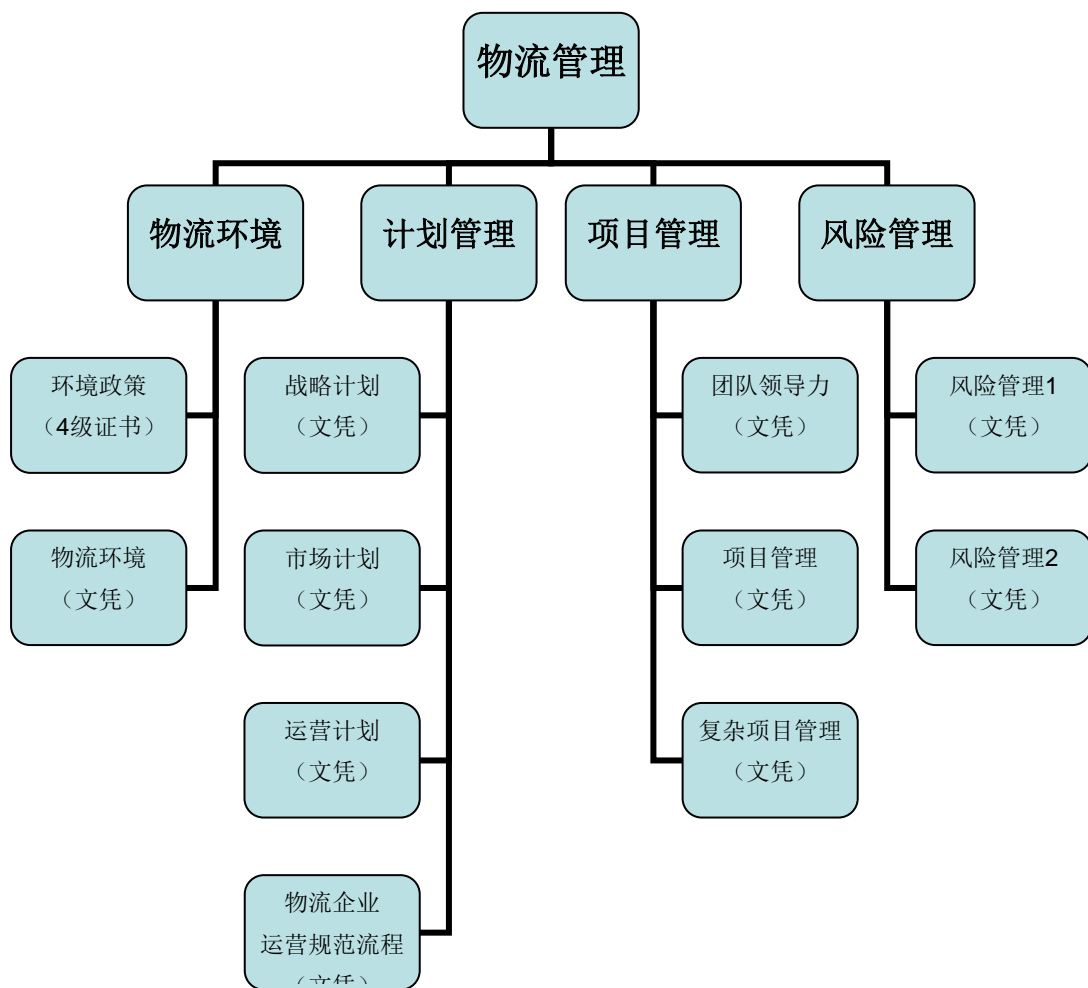 物流管理
物流环境
计划管理
项目管理
风险管理
环境政策
（4级证书）
战略计划
（文凭）
团队领导力
（文凭）
风险管理1
（文凭）
物流环境
（文凭）
市场计划
（文凭）
项目管理
（文凭）
风险管理2
（文凭）
运营计划
（文凭）
复杂项目管理
（文凭）
物流企业
运营规范流程
（文凭）